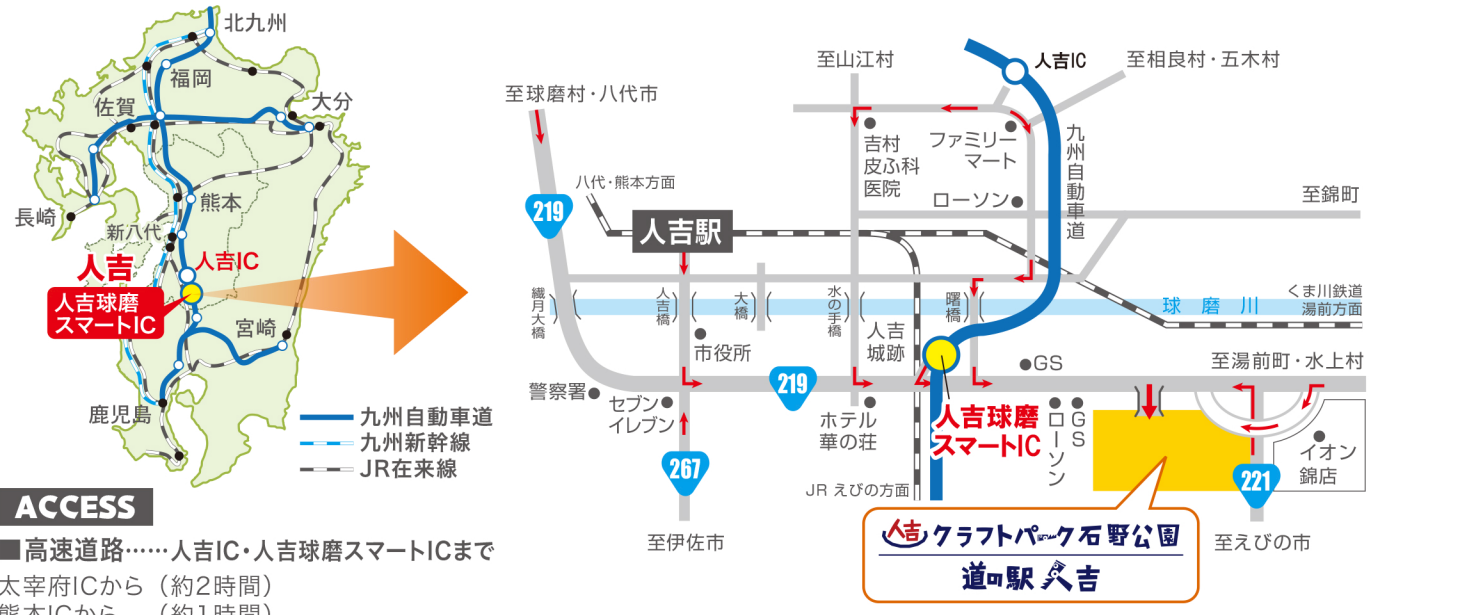 北九州
福岡
佐賀
大分
長崎
熊本
新八代
人吉
人吉IC
人吉球磨
スマートIC
宮崎
鹿児島
九州自動車道
九州新幹線
JR在来線
ACCESS
■高速道路……人吉IC・人吉球磨スマートICまで
太宰府ICから（約2時間）
熊本ICから　（約1時間）
至山江村
人吉IC
至相良村・五木村
至球磨村・八代市
吉村
皮ふ科
医院
ファミリー
マート
九州自動車道
八代・熊本方面
ローソン
至錦町
219
人吉駅
繊月大橋
人吉橋
大橋
水の手橋
曙橋
球磨川
くま川鉄道
湯前方面
市役所
人吉
城跡
GS
至湯前町・水上村
219
警察署
セブン
イレブン
ホテル
華の荘
人吉球磨
スマートIC
ローソン
GS
イオン
錦店
267
221
JR えびの方面
至伊佐市
人吉クラフトパーク石野公園
道の駅 人吉
至えびの市